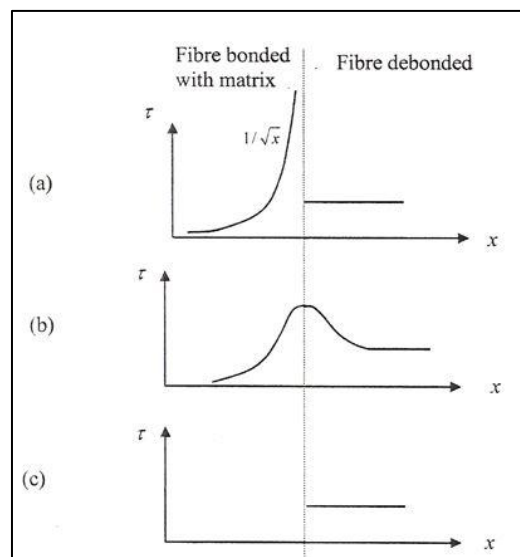 Fibre bonded
with matrix
Fibre debonded
τ
1/√x
(a)
x
τ
(b)
x
τ
(c)
x